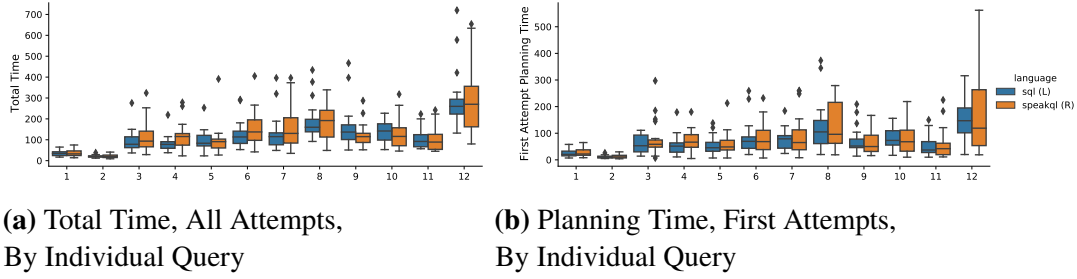 700
600
500
400
300
200
100
0
Total Time
1 2 3 4 5 6 7 8 9 10 11 12
500
400
300
200
100
0
First Attempt Planning Time
1 2 3 4 5 6 7 8 9 10 11 12
language
sql (L)
speakql (R)
(a) Total Time, All Attempts,
By Individual Query
(b) Planning Time, First Attempts,
By Individual Query